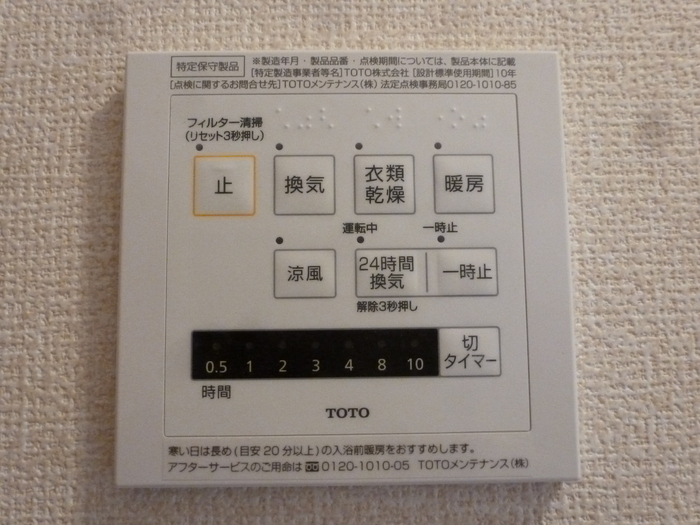 特定保守製品
※製造年月・製品品番・点検期間については、製品本体に記載
[特定製造事業者等名]TOTO株式会社 [設計標準使用期間]10年
[点検に関するお問合せ先]TOTOメンテナンス(株) 法定点検事務局0120-1010-85
フィルター清掃
(リセット3秒押し)
止 換気 衣類乾燥 暖房
運転中 一時止
涼風 24時間換気 一時止
解除3秒押し
0.5 1 2 3 4 8 10 切タイマー
時間
TOTO
寒い日は長め(目安20分以上)の入浴前暖房をおすすめします。
アフターサービスのご用命は 0120-1010-05 TOTOメンテナンス(株)